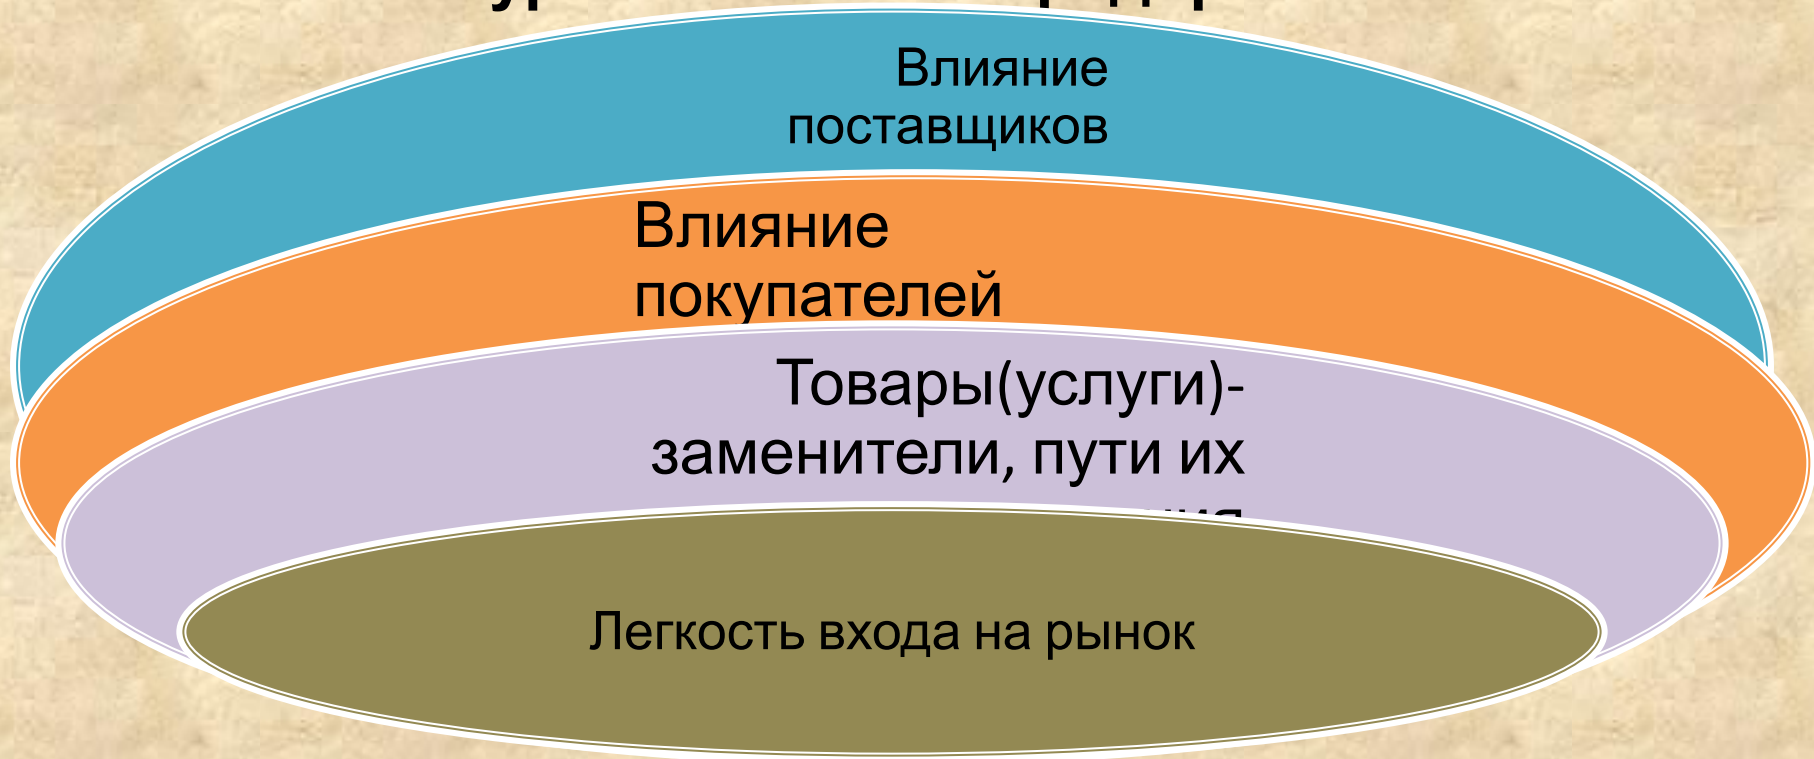 Влияние
поставщиков
Влияние
покупателей
Товары(услуги)-
заменители, пути их
Легкость входа на рынок